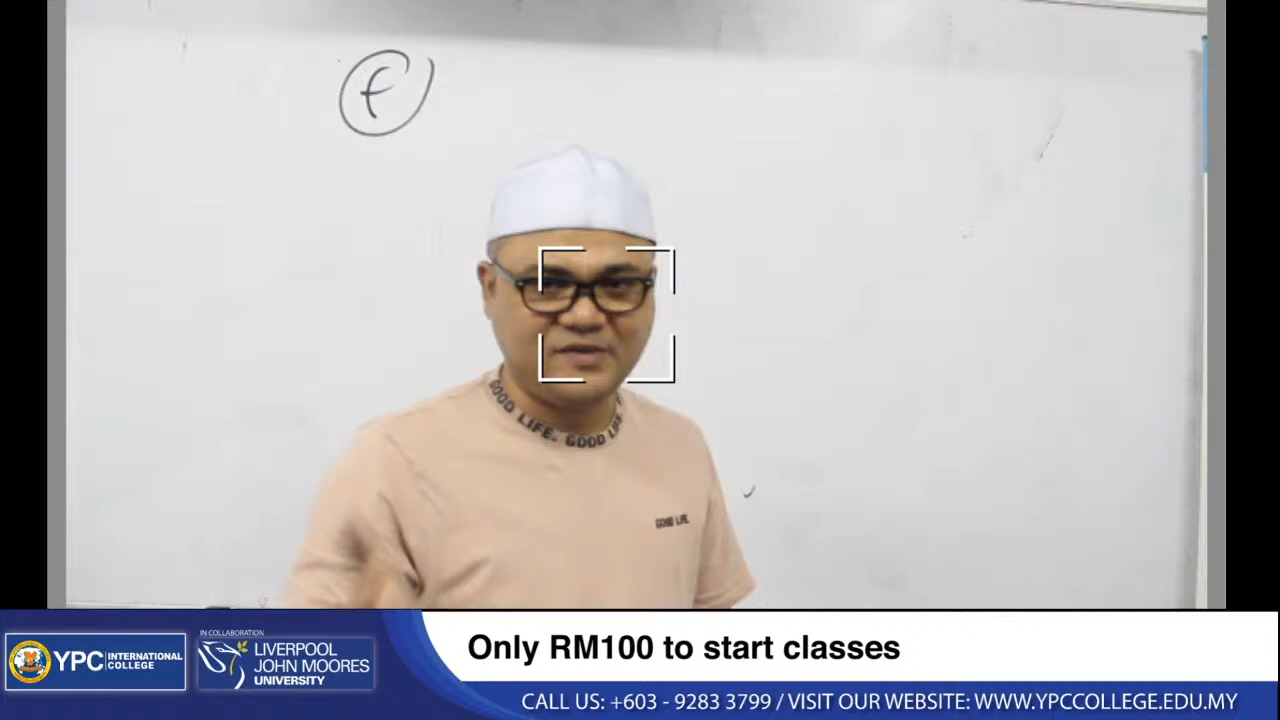 F
GOOD LIFE. GOOD LIFE
GOOD LIFE.
IN COLLABORATION
YPC INTERNATIONAL COLLEGE
LIVERPOOL
JOHN MOORES
UNIVERSITY
Only RM100 to start classes
CALL US: +603 - 9283 3799 / VISIT OUR WEBSITE: WWW.YPCCOLLEGE.EDU.MY